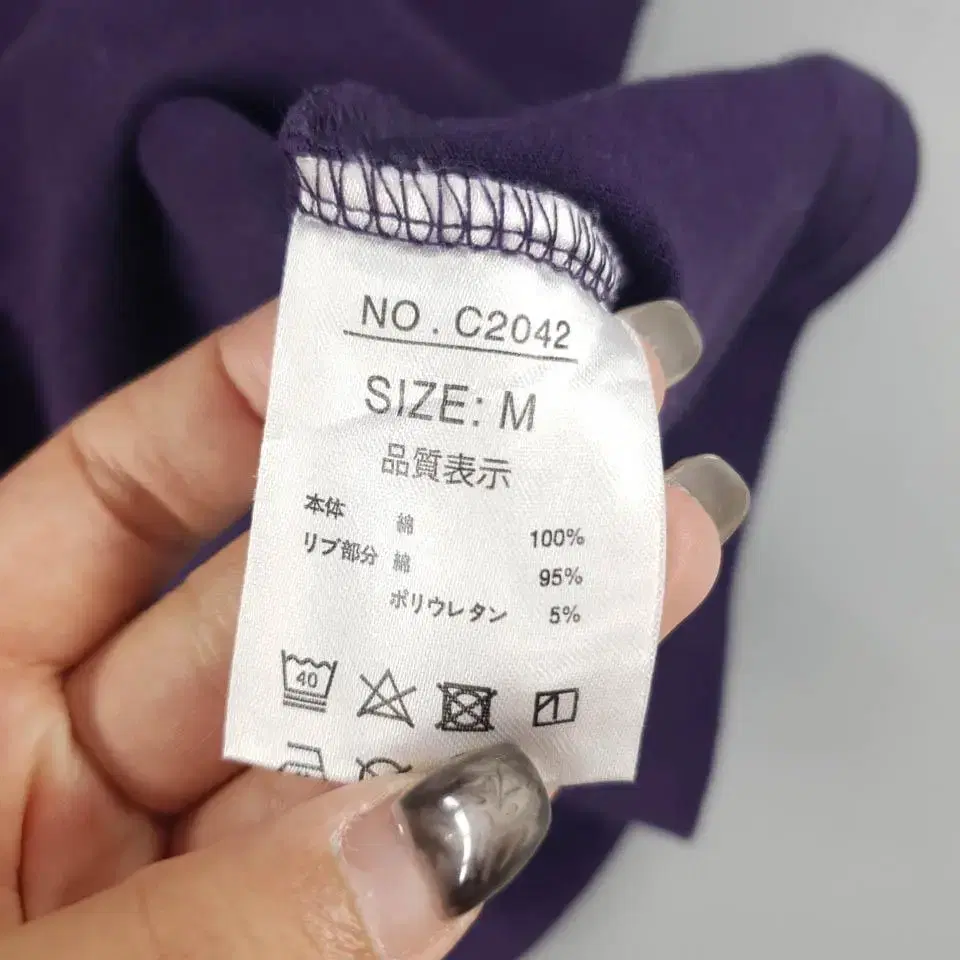 NO. C2042
SIZE: M
品質表示
本体 綿 100%
リブ部分 綿 95%
ポリウレタン 5%
40